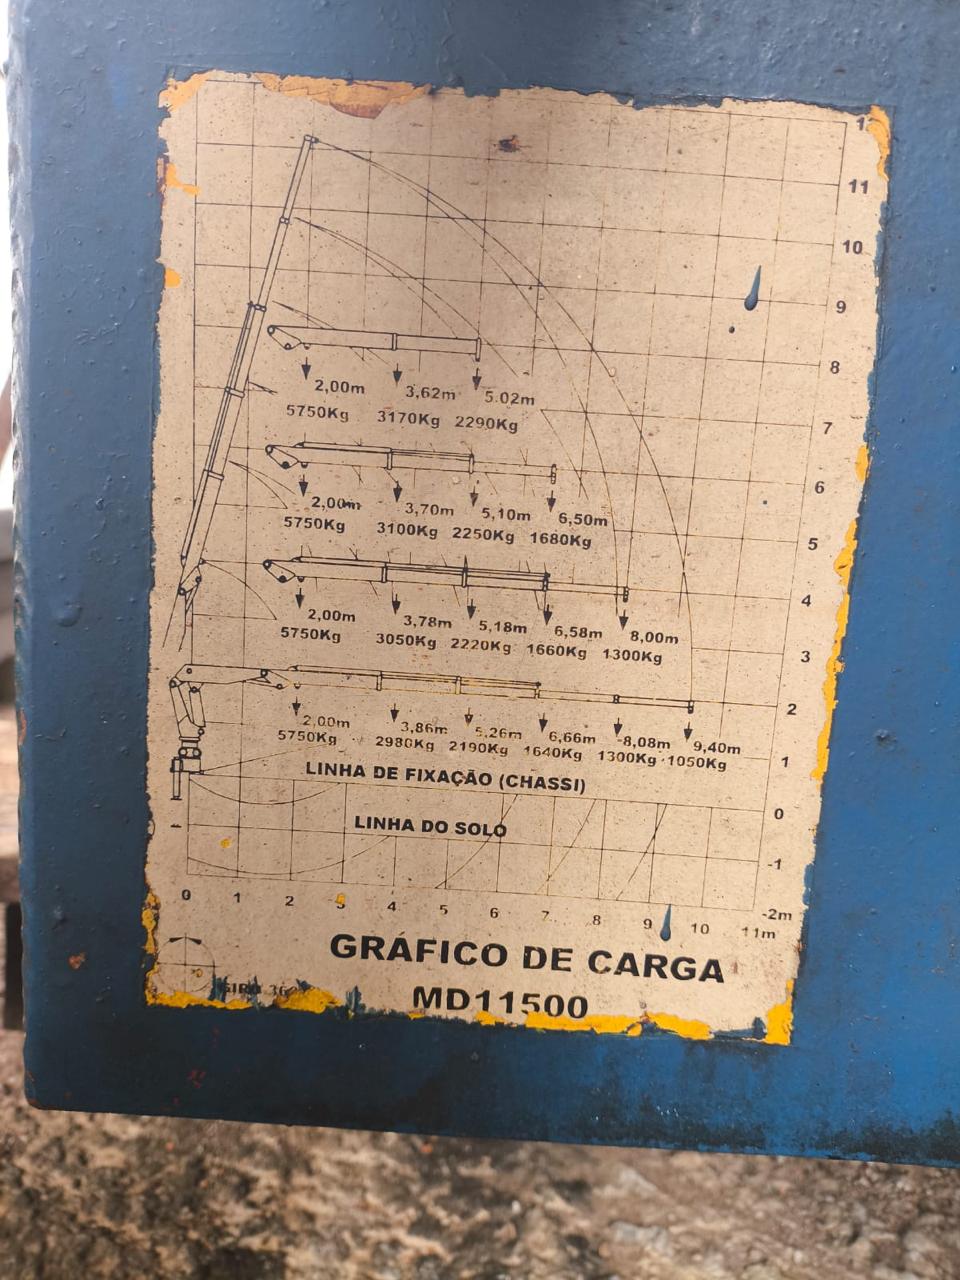 11
10
9
8
2,00m 3,62m 5.02m
5750Kg 3170Kg 2290Kg
7
6
2,00m 3,70m 5,10m 6,50m
5750Kg 3100Kg 2250Kg 1680Kg
5
4
2,00m 3,78m 5,18m 6,58m 8,00m
5750Kg 3050Kg 2220Kg 1660Kg 1300Kg
3
2
2,00m 3,86m 5,26m 6,66m 8,08m 9,40m
5750Kg 2980Kg 2190Kg 1640Kg 1300Kg 1050Kg
1
LINHA DE FIXAÇÃO (CHASSI)
0
LINHA DO SOLO
-1
0 1 2 3 4 5 6 7 8 9 10 11m
-2m
GRÁFICO DE CARGA
MD11500